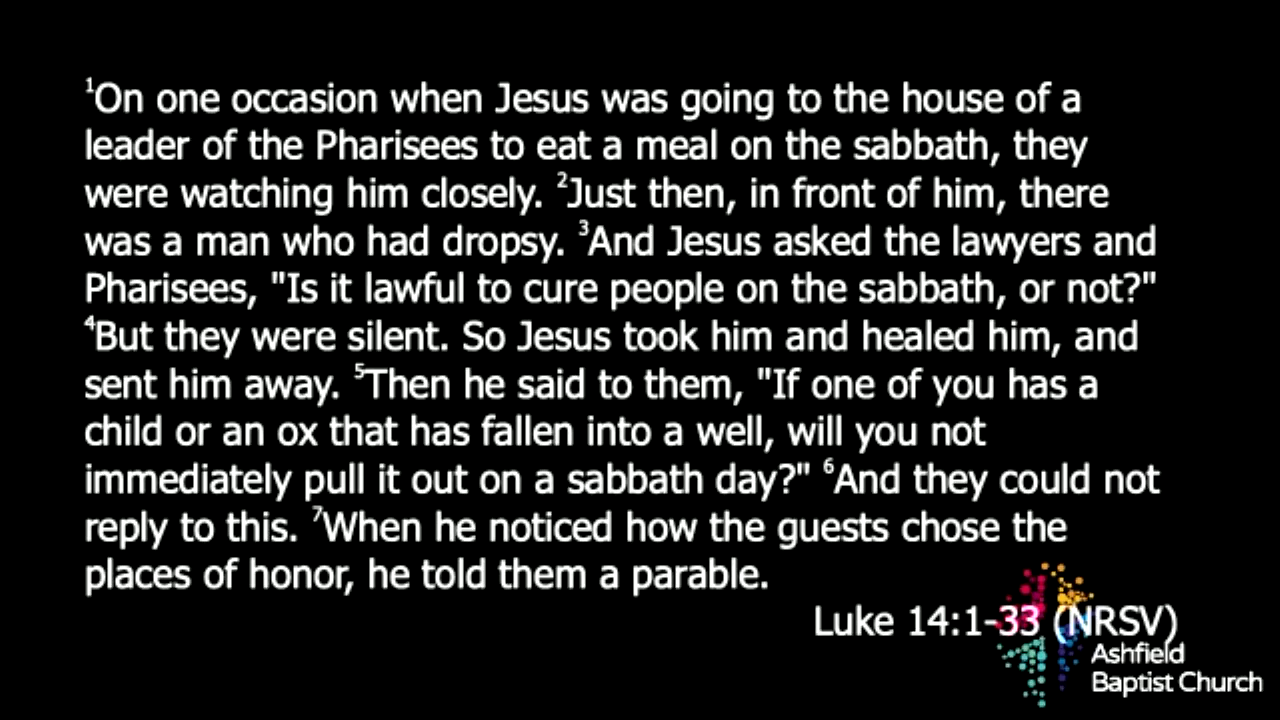 ¹On one occasion when Jesus was going to the house of a
leader of the Pharisees to eat a meal on the sabbath, they
were watching him closely. ²Just then, in front of him, there
was a man who had dropsy. ³And Jesus asked the lawyers and
Pharisees, "Is it lawful to cure people on the sabbath, or not?"
⁴But they were silent. So Jesus took him and healed him, and
sent him away. ⁵Then he said to them, "If one of you has a
child or an ox that has fallen into a well, will you not
immediately pull it out on a sabbath day?" ⁶And they could not
reply to this. ⁷When he noticed how the guests chose the
places of honor, he told them a parable.
Luke 14:1-33 (NRSV)
Ashfield
Baptist Church